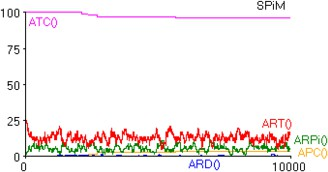 SPiM
100
ATC()
75
50
25
ART()
ARPi()
APC()
0
0
ARD()
10000